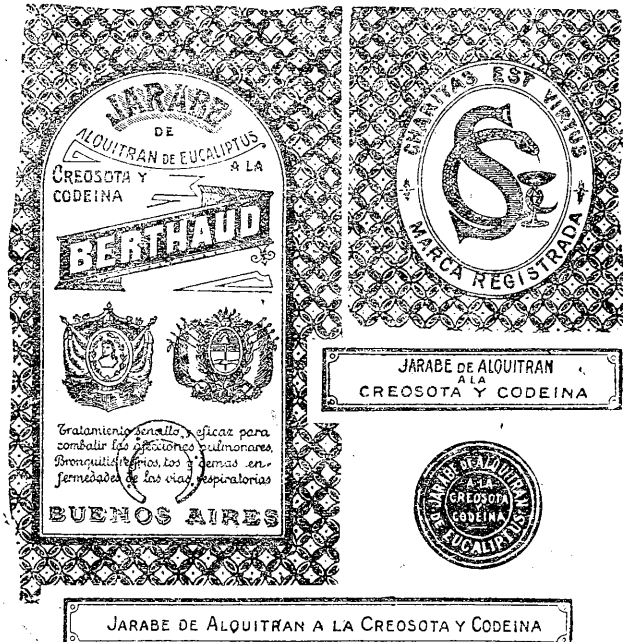 JARABE
DE
ALQUITRAN DE EUCALIPTUS
CREOSOTA Y A LA
CODEINA
BERTHAUD
Tratamiento sencillo y eficaz para
combatir las afecciones pulmonares,
Bronquitis, resfrios, tos y demas en-
fermedades de las vias respiratorias
BUENOS AIRES
CHARITAS EST VIRTUS
MARCA REGISTRADA
JARABE DE ALQUITRAN
A LA
CREOSOTA Y CODEINA
JARABE DE ALQUITRAN
A LA
CREOSOTA
Y
CODEINA
DE EUCALIPTUS
JARABE DE ALQUITRAN A LA CREOSOTA Y CODEINA